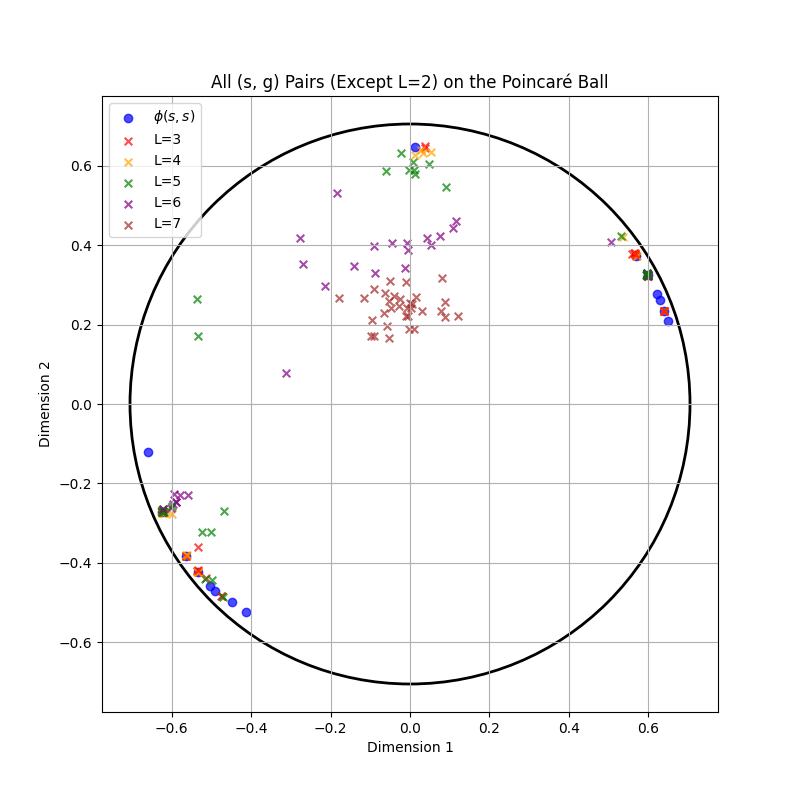 All (s, g) Pairs (Except L=2) on the Poincaré Ball
ϕ(s, s)
L=3
L=4
L=5
L=6
L=7
0.6
0.4
0.2
0.0
−0.2
−0.4
−0.6
Dimension 2
−0.6
−0.4
−0.2
0.0
0.2
0.4
0.6
Dimension 1